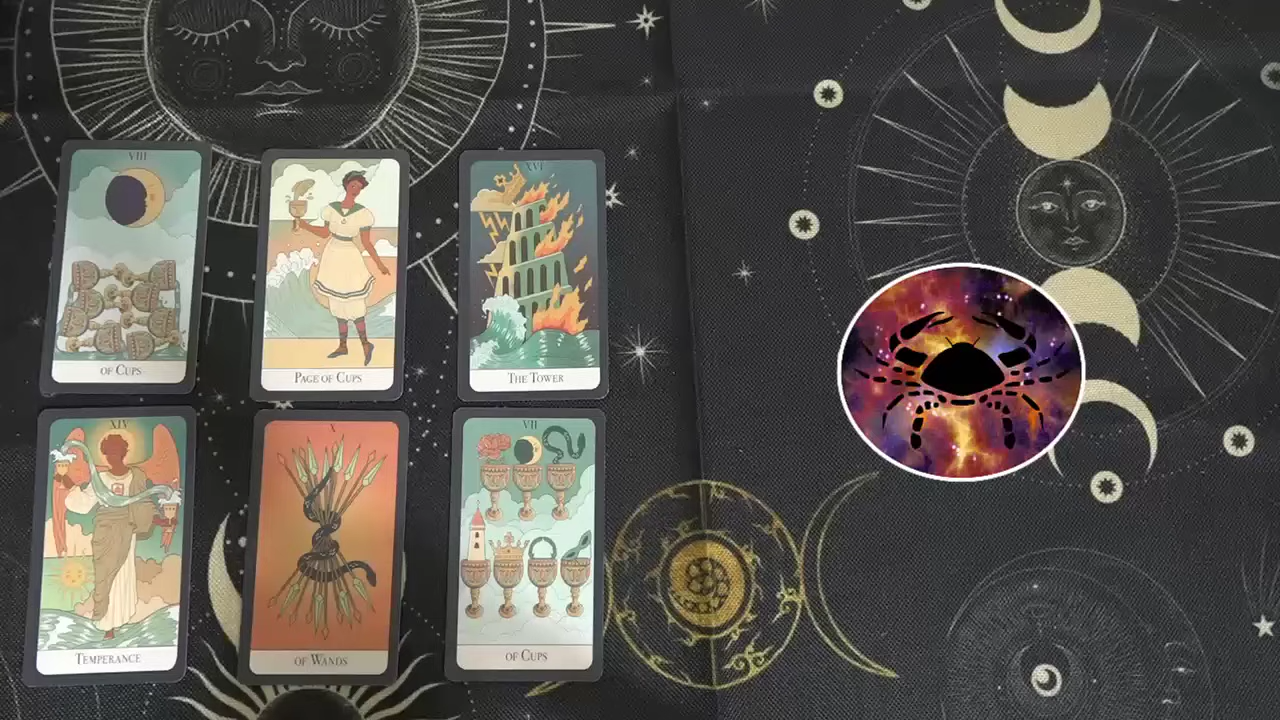 VIII
OF CUPS
PAGE OF CUPS
XVI
THE TOWER
XIV
TEMPERANCE
X
OF WANDS
VII
OF CUPS